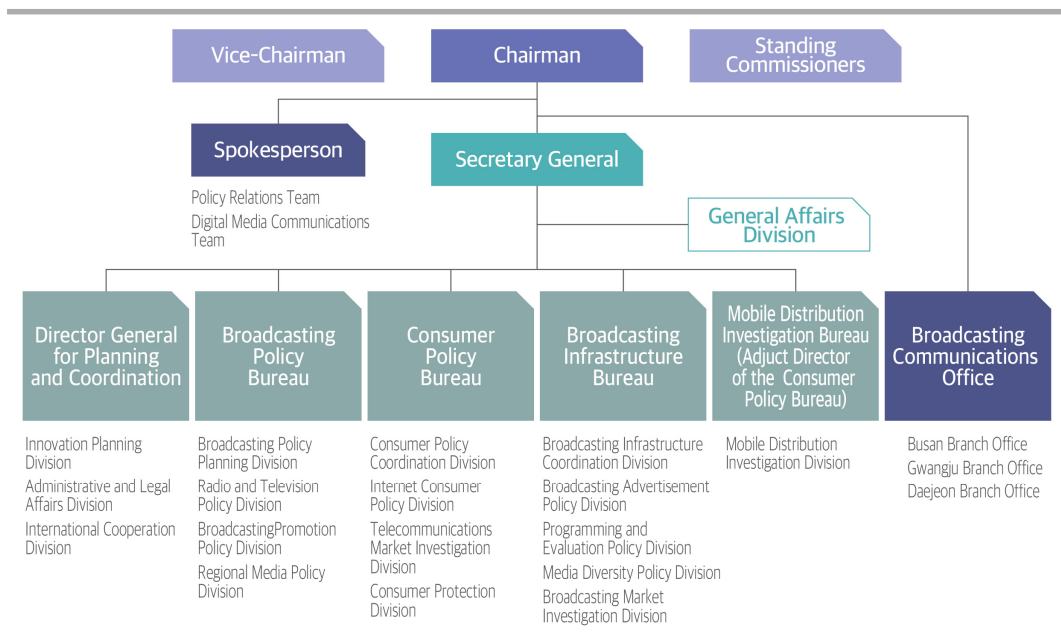 Vice-Chairman
Chairman
Standing
Commissioners
Spokesperson
Policy Relations Team
Digital Media Communications
Team
Secretary General
General Affairs
Division
Director General
for Planning
and Coordination
Innovation Planning
Division
Administrative and Legal
Affairs Division
International Cooperation
Division
Broadcasting
Policy
Bureau
Broadcasting Policy
Planning Division
Radio and Television
Policy Division
BroadcastingPromotion
Policy Division
Regional Media Policy
Division
Consumer
Policy
Bureau
Consumer Policy
Coordination Division
Internet Consumer
Policy Division
Telecommunications
Market Investigation
Division
Consumer Protection
Division
Broadcasting
Infrastructure
Bureau
Broadcasting Infrastructure
Coordination Division
Broadcasting Advertisement
Policy Division
Programming and
Evaluation Policy Division
Media Diversity Policy Division
Broadcasting Market
Investigation Division
Mobile Distribution
Investigation Bureau
(Adjuct Director
of the Consumer
Policy Bureau)
Mobile Distribution
Investigation Division
Broadcasting
Communications
Office
Busan Branch Office
Gwangju Branch Office
Daejeon Branch Office